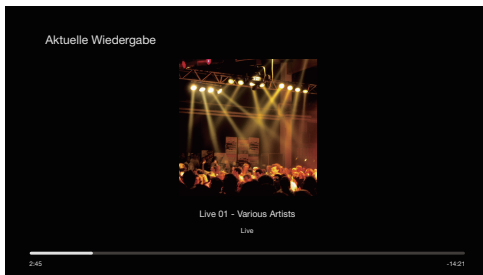 Aktuelle Wiedergabe
Live 01 - Various Artists
Live
2:45
-14:21